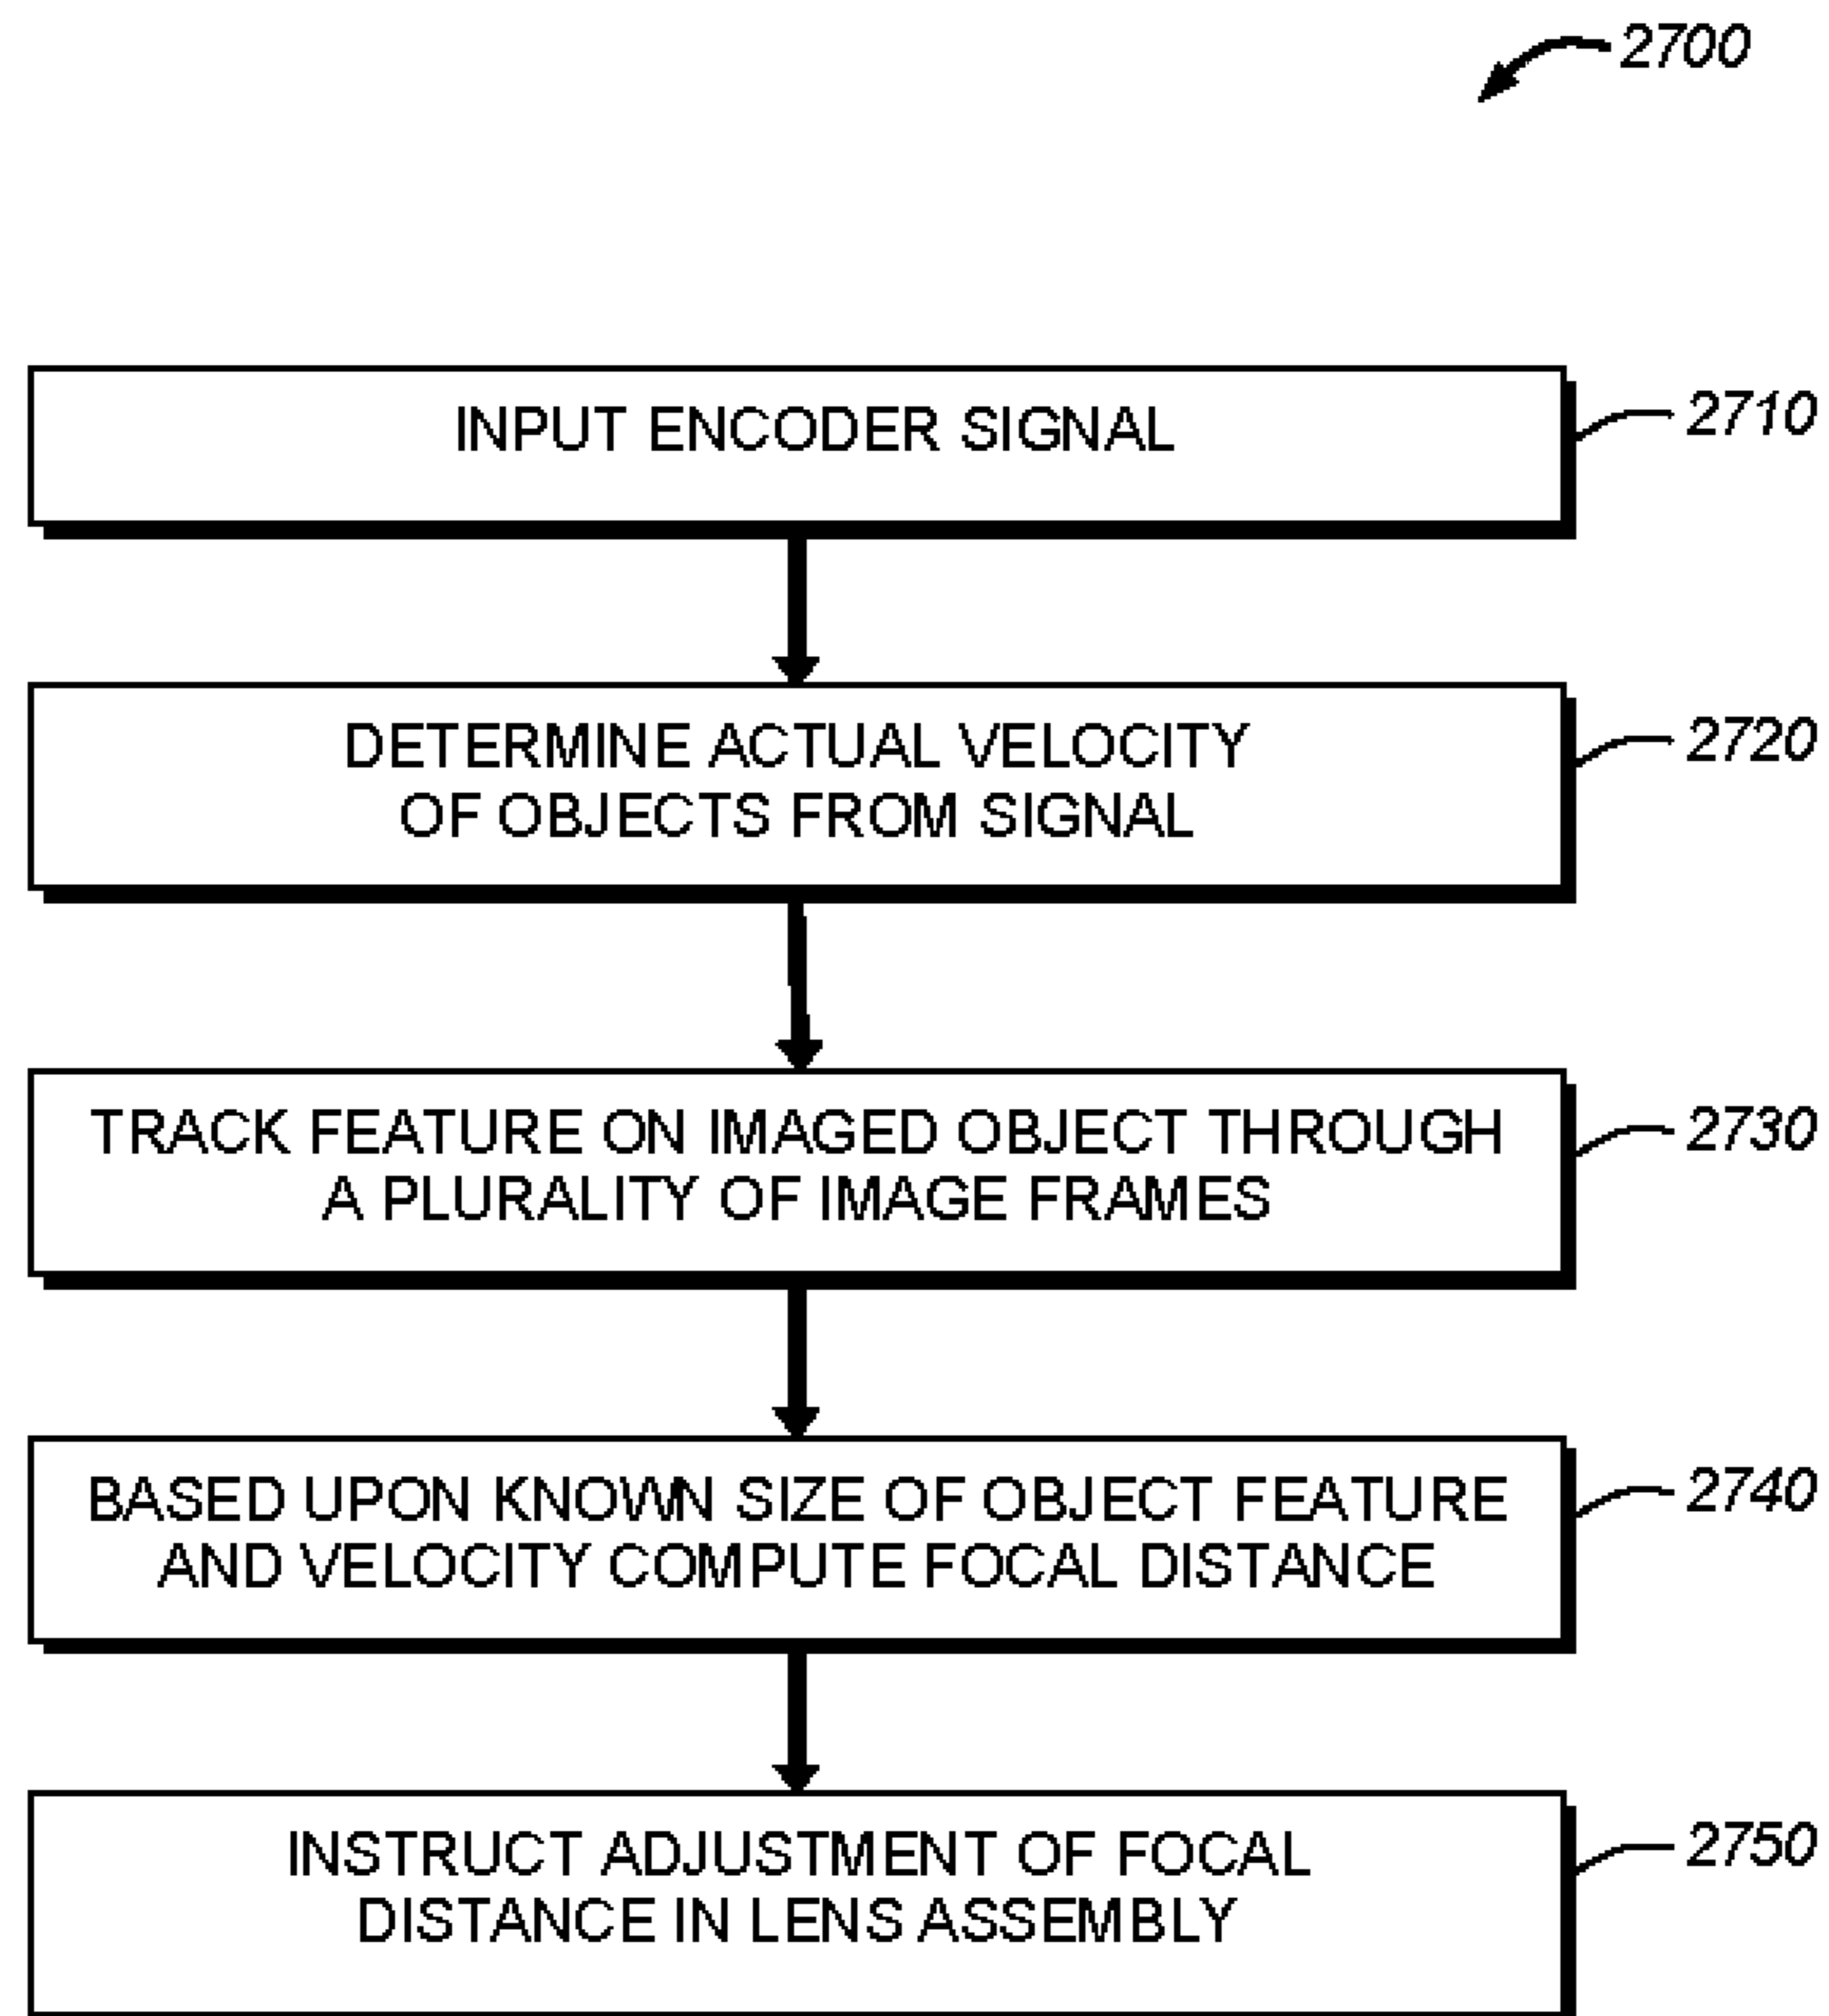 2700
INPUT ENCODER SIGNAL
2710
DETERMINE ACTUAL VELOCITY
OF OBJECTS FROM SIGNAL
2720
TRACK FEATURE ON IMAGED OBJECT THROUGH
A PLURALITY OF IMAGE FRAMES
2730
BASED UPON KNOWN SIZE OF OBJECT FEATURE
AND VELOCITY COMPUTE FOCAL DISTANCE
2740
INSTRUCT ADJUSTMENT OF FOCAL
DISTANCE IN LENS ASSEMBLY
2750